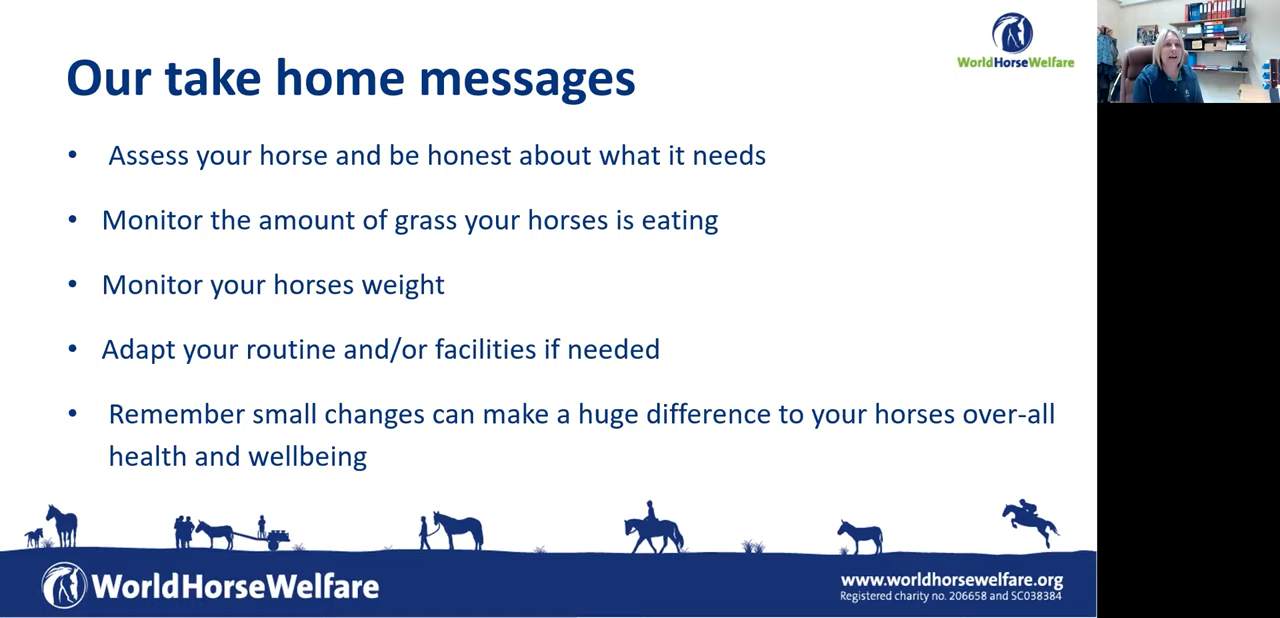 WorldHorseWelfare
Our take home messages
• Assess your horse and be honest about what it needs
• Monitor the amount of grass your horses is eating
• Monitor your horses weight
• Adapt your routine and/or facilities if needed
• Remember small changes can make a huge difference to your horses over-all
health and wellbeing
WorldHorseWelfare
www.worldhorsewelfare.org
Registered charity no. 206658 and SC038384